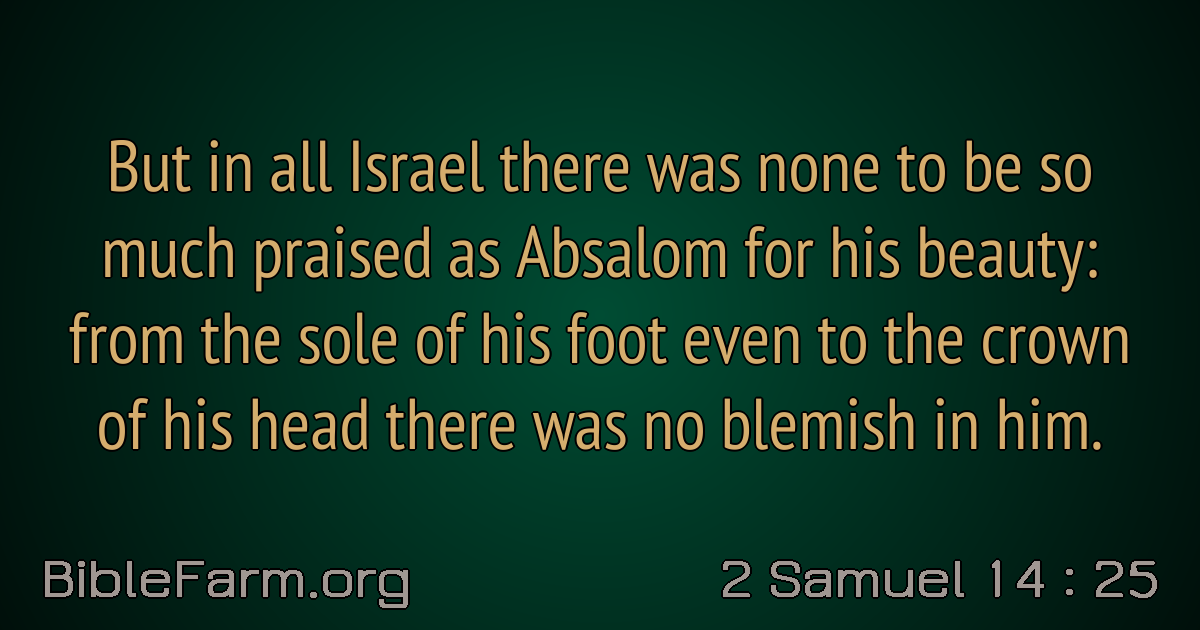 But in all Israel there was none to be so
much praised as Absalom for his beauty:
from the sole of his foot even to the crown
of his head there was no blemish in him.
BibleFarm.org
2 Samuel 14 : 25